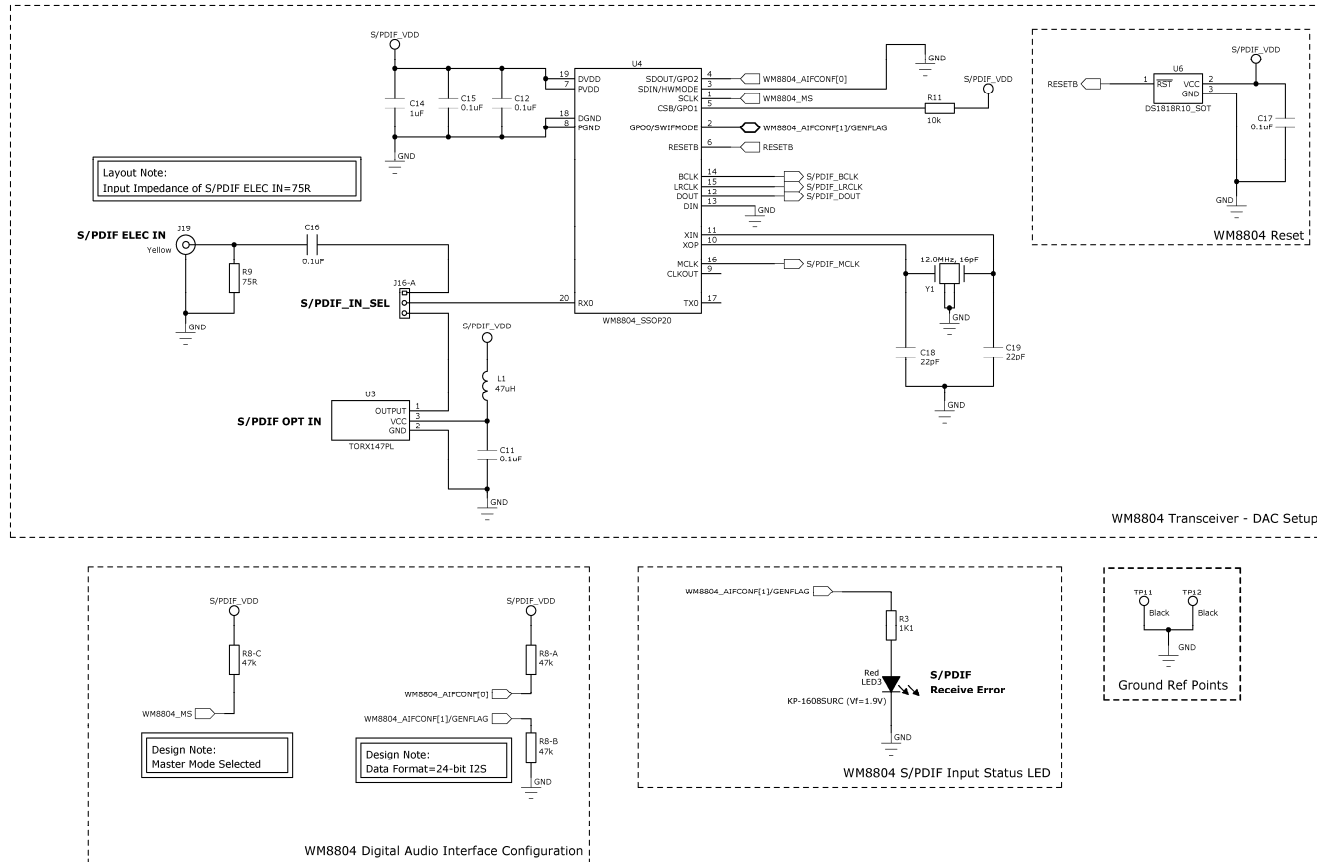 S/PDIF_VDD
C14
1uF
C15
0.1uF
C12
0.1uF
GND
U4
19 DVDD
7 PVDD
18 DGND
8 PGND
20 RX0
SDOUT/GPO2 4 WM8804_AIFCONF[0]
SDIN/HWMODE 3
SCLK 1 WM8804_MS
CSB/GPO1 5
GPO0/SWIFMODE 2 WM8804_AIFCONF[1]/GENFLAG
RESETB 6 RESETB
BCLK 14 S/PDIF_BCLK
LRCLK 15 S/PDIF_LRCLK
DOUT 12 S/PDIF_DOUT
DIN 13
GND
XIN 11
XOP 10
MCLK 16 S/PDIF_MCLK
CLKOUT 9
TX0 17
WM8804_SSOP20
GND
S/PDIF_VDD
R11
10k
12.0MHz, 16pF
Y1
GND
C18
22pF
C19
22pF
GND
S/PDIF_VDD
U6
RESETB 1 RST
VCC 2
GND 3
DS1818R10_SOT
C17
0.1uF
GND
WM8804 Reset
Layout Note:
Input Impedance of S/PDIF ELEC IN=75R
S/PDIF ELEC IN
J19
Yellow
R9
75R
GND
C16
0.1uF
J16-A
S/PDIF_IN_SEL
S/PDIF_VDD
L1
47uH
U3
S/PDIF OPT IN
OUTPUT 1
VCC 3
GND 2
TORX147PL
C11
0.1uF
GND
WM8804 Transceiver - DAC Setup
S/PDIF_VDD
R8-C
47k
WM8804_MS
Design Note:
Master Mode Selected
S/PDIF_VDD
R8-A
47k
WM8804_AIFCONF[0]
WM8804_AIFCONF[1]/GENFLAG
R8-B
47k
GND
Design Note:
Data Format=24-bit I2S
WM8804 Digital Audio Interface Configuration
WM8804_AIFCONF[1]/GENFLAG
R3
1K1
Red
LED3
S/PDIF
Receive Error
KP-1608SURC (Vf=1.9V)
GND
WM8804 S/PDIF Input Status LED
TP11
Black
TP12
Black
GND
Ground Ref Points